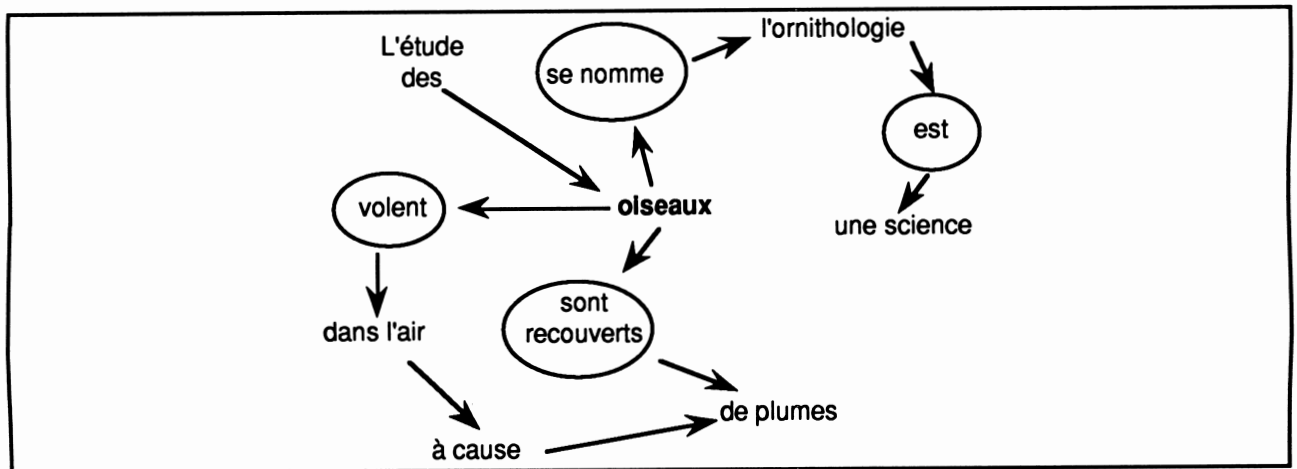 L'étude
des
se nomme
l'ornithologie
est
volent
oiseaux
une science
sont
recouverts
dans l'air
de plumes
à cause